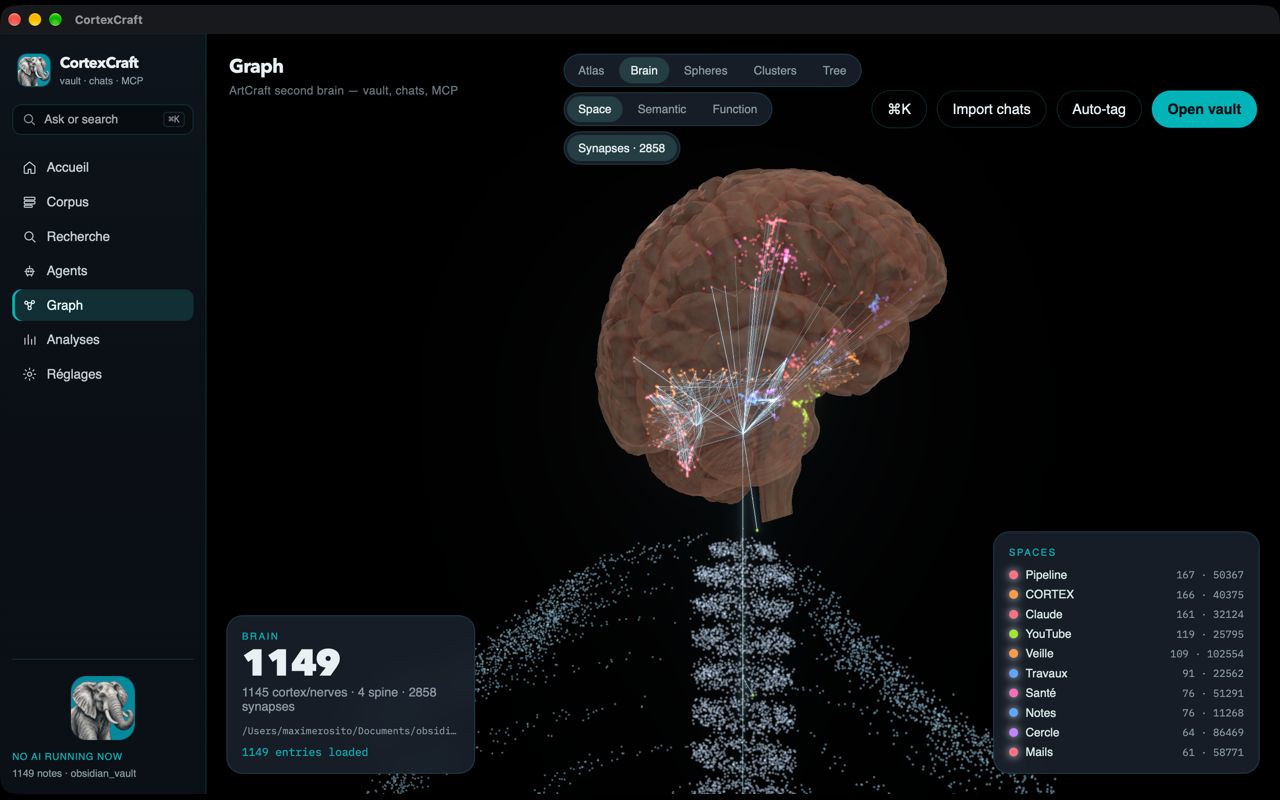 CortexCraft
CortexCraft
vault · chats · MCP
Ask or search
⌘K
Accueil
Corpus
Recherche
Agents
Graph
Analyses
Réglages
NO AI RUNNING NOW
1149 notes · obsidian_vault
Graph
ArtCraft second brain — vault, chats, MCP
Atlas Brain Spheres Clusters Tree
Space Semantic Function
Synapses · 2858
⌘K Import chats Auto-tag Open vault
BRAIN
1149
1145 cortex/nerves · 4 spine · 2858
synapses
/Users/maximerosito/Documents/obsidi…
1149 entries loaded
SPACES
Pipeline 167 · 50367
CORTEX 166 · 40375
Claude 161 · 32124
YouTube 119 · 25795
Veille 109 · 102554
Travaux 91 · 22562
Santé 76 · 51291
Notes 76 · 11268
Cercle 64 · 86469
Mails 61 · 58771